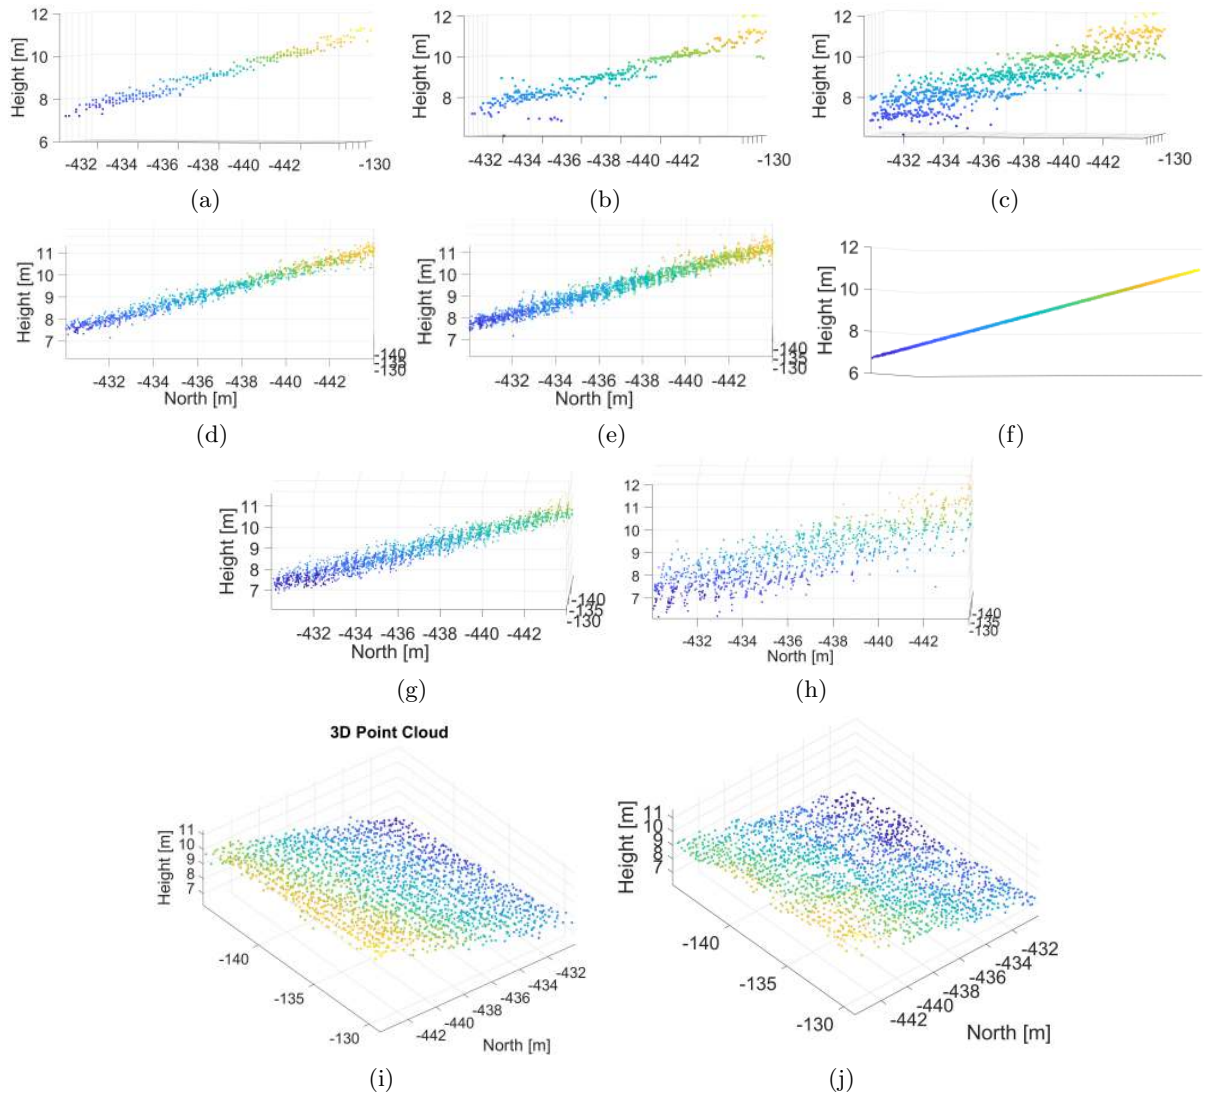 12
10
8
6
Height [m]
-432 -434 -436 -438 -442 -130
(a)
12
10
8
Height [m]
-432 -434 -436 -438 -442 -130
(b)
12
10
8
Height [m]
-432 -434 -436 -438 -440 -442 -130
(c)
11
10
9
8
7
Height [m]
-140
-135
-130
-432 -434 -436 -438 -440 -442
North [m]
(d)
11
10
9
8
7
Height [m]
-140
-135
-130
-432 -434 -436 -438 -440 -442
North [m]
(e)
12
10
8
6
Height [m]
(f)
11
10
9
8
7
Height [m]
-140
-135
-130
-432 -434 -436 -438 -440 -442
North [m]
(g)
12
11
10
9
8
7
Height [m]
-140
-135
-130
-432 -434 -436 -438 -440 -442
North [m]
(h)
3D Point Cloud
11
10
9
8
7
Height [m]
-140
-135
-130
-432
-434
-436
-438
-440
-442
North [m]
(i)
11
10
9
8
7
Height [m]
-140
-135
-130
-432
-434
-436
-438
-440
-442
North [m]
(j)